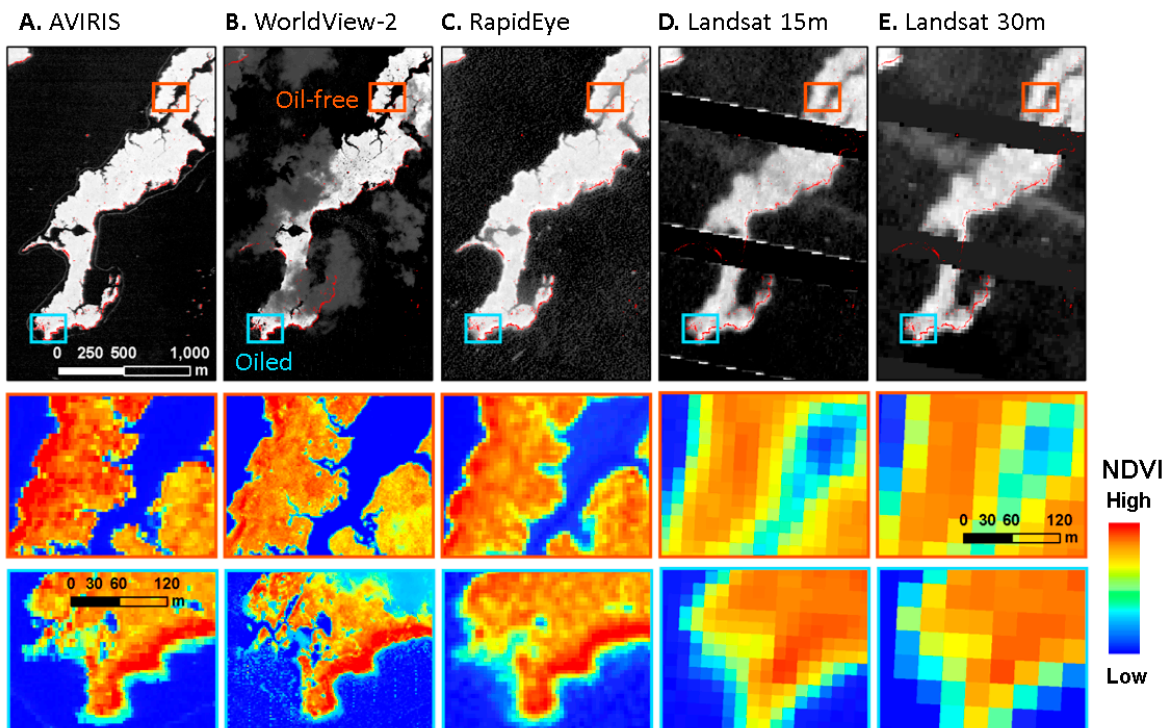 A. AVIRIS
B. WorldView-2
C. RapidEye
D. Landsat 15m
E. Landsat 30m
Oil-free
Oiled
0 250 500 1,000
m
NDVI
High
0 30 60 120
m
0 30 60 120
m
Low